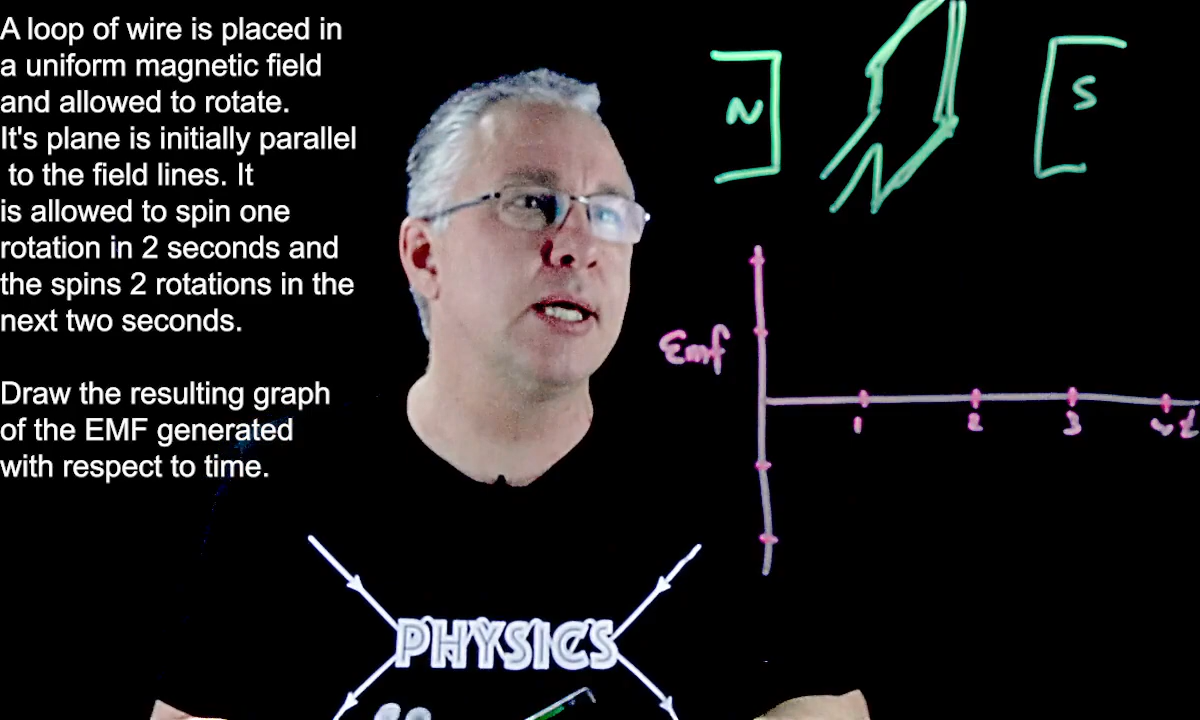 A loop of wire is placed in
a uniform magnetic field
and allowed to rotate.
It's plane is initially parallel
to the field lines. It
is allowed to spin one
rotation in 2 seconds and
the spins 2 rotations in the
next two seconds.
Draw the resulting graph
of the EMF generated
with respect to time.
N
S
Emf
1
2
3
4 t
PHYSICS